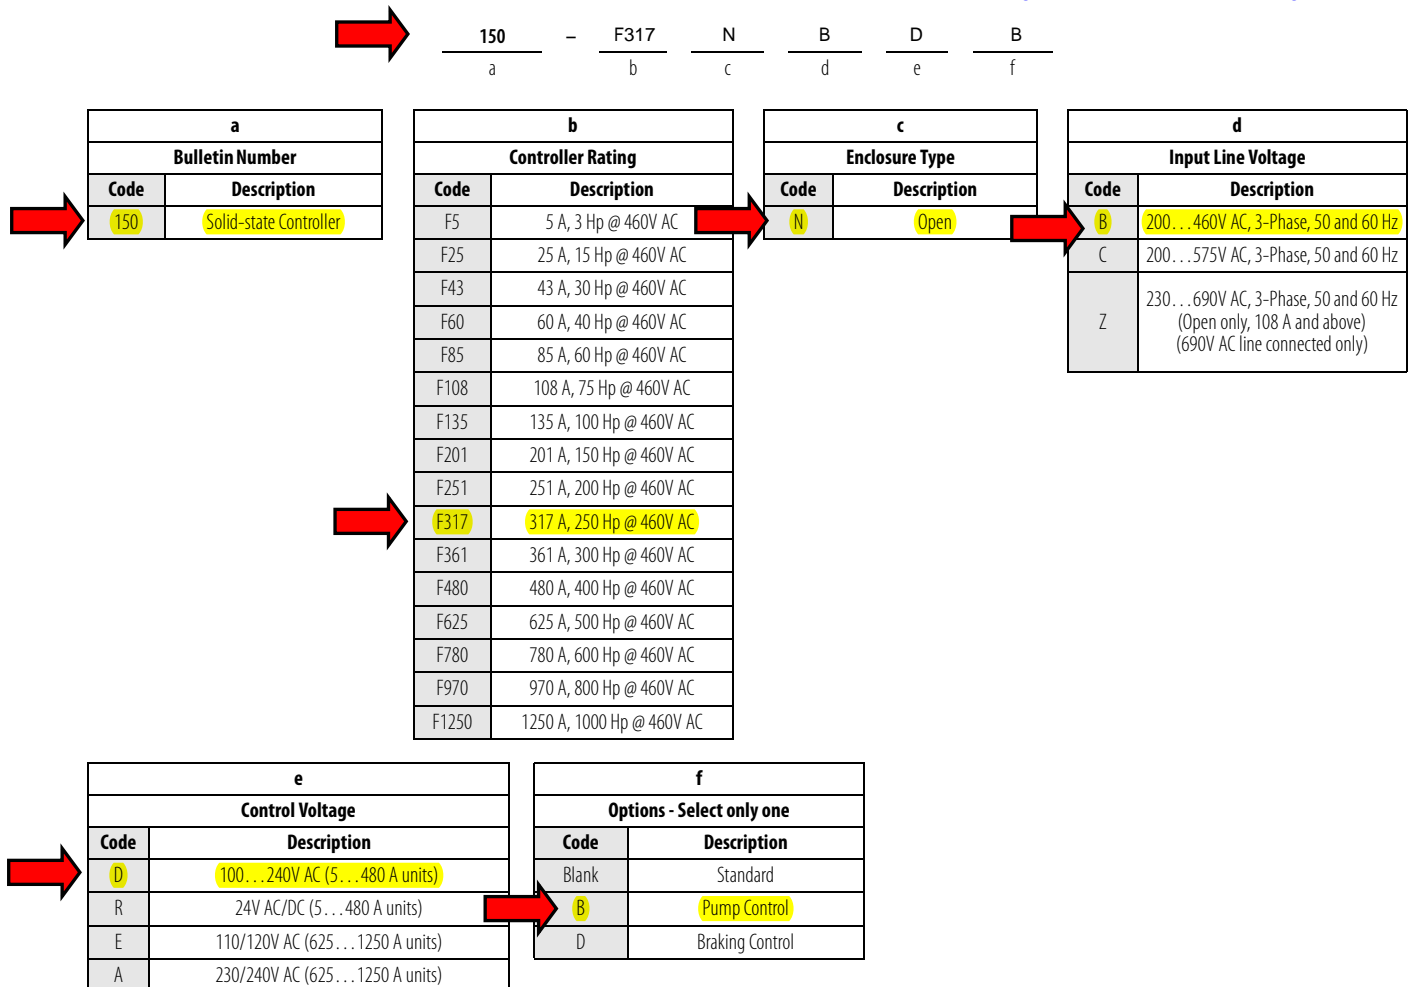 150 – F317 N B D B
a b c d e f
a
Bulletin Number
Code Description
150 Solid-state Controller
b
Controller Rating
Code Description
F5 5 A, 3 Hp @ 460V AC
F25 25 A, 15 Hp @ 460V AC
F43 43 A, 30 Hp @ 460V AC
F60 60 A, 40 Hp @ 460V AC
F85 85 A, 60 Hp @ 460V AC
F108 108 A, 75 Hp @ 460V AC
F135 135 A, 100 Hp @ 460V AC
F201 201 A, 150 Hp @ 460V AC
F251 251 A, 200 Hp @ 460V AC
F317 317 A, 250 Hp @ 460V AC
F361 361 A, 300 Hp @ 460V AC
F480 480 A, 400 Hp @ 460V AC
F625 625 A, 500 Hp @ 460V AC
F780 780 A, 600 Hp @ 460V AC
F970 970 A, 800 Hp @ 460V AC
F1250 1250 A, 1000 Hp @ 460V AC
c
Enclosure Type
Code Description
N Open
d
Input Line Voltage
Code Description
B 200...460V AC, 3-Phase, 50 and 60 Hz
C 200...575V AC, 3-Phase, 50 and 60 Hz
Z 230...690V AC, 3-Phase, 50 and 60 Hz
(Open only, 108 A and above)
(690V AC line connected only)
e
Control Voltage
Code Description
D 100...240V AC (5...480 A units)
R 24V AC/DC (5...480 A units)
E 110/120V AC (625...1250 A units)
A 230/240V AC (625...1250 A units)
f
Options - Select only one
Code Description
Blank Standard
B Pump Control
D Braking Control